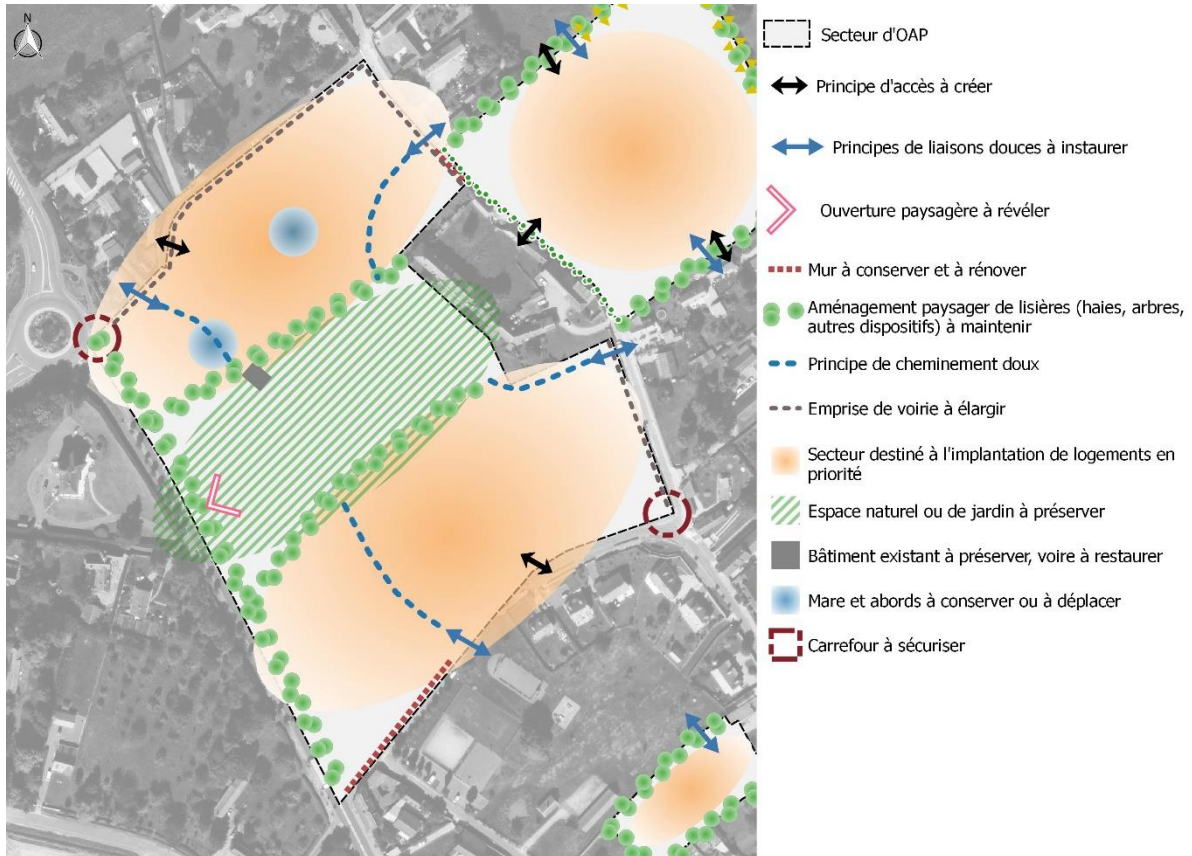 N
Secteur d'OAP
Principe d'accès à créer
Principes de liaisons douces à instaurer
Ouverture paysagère à révéler
Mur à conserver et à rénover
Aménagement paysager de lisières (haies, arbres,
autres dispositifs) à maintenir
Principe de cheminement doux
Emprise de voirie à élargir
Secteur destiné à l'implantation de logements en
priorité
Espace naturel ou de jardin à préserver
Bâtiment existant à préserver, voire à restaurer
Mare et abords à conserver ou à déplacer
Carrefour à sécuriser